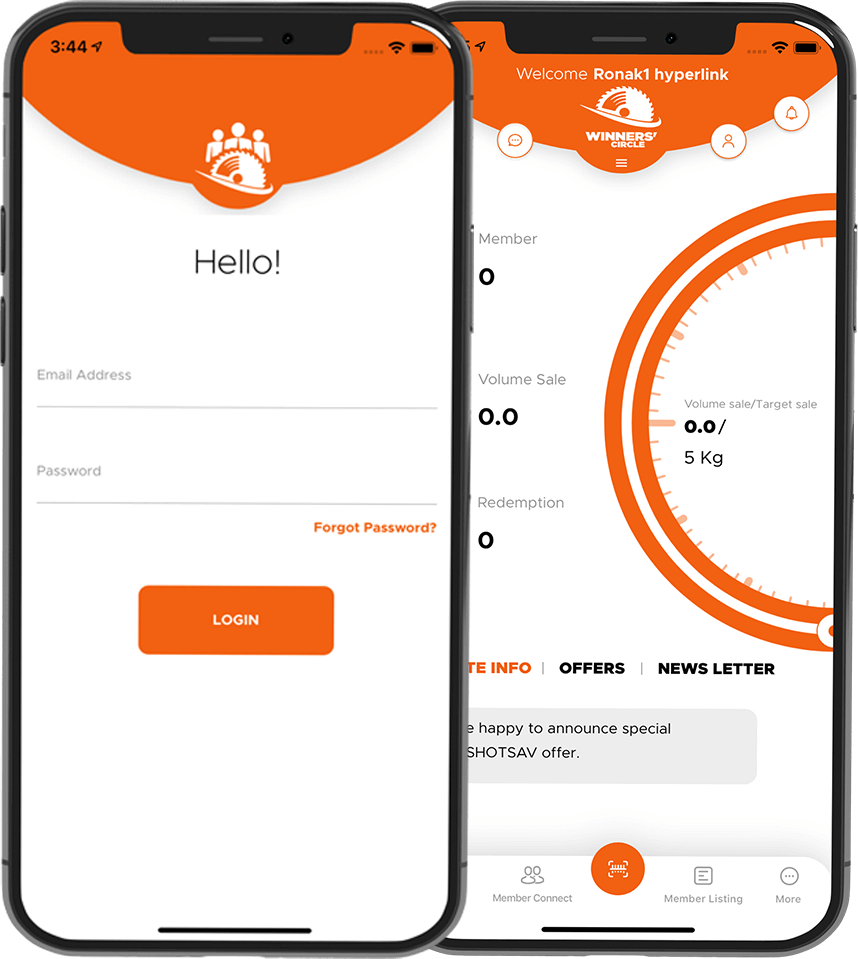 3:44
Hello!
Email Address
Password
Forgot Password?
LOGIN
Welcome Ronak1 hyperlink
WINNERS'
CIRCLE
Member
0
Volume Sale
0.0
Redemption
0
Volume sale/Target sale
0.0 /
5 Kg
TE INFO | OFFERS | NEWS LETTER
e happy to announce special
SHOTSAV offer.
Member Connect
Member Listing
More